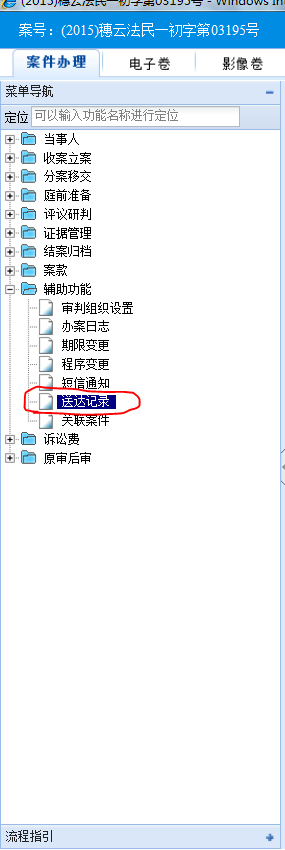 (2015)穗云法民一初字第03195号 - Windows Int
案号：(2015)穗云法民一初字第03195号
案件办理 电子卷 影像卷
菜单导航
定位 可以输入功能名称进行定位
当事人
收案立案
分案移交
庭前准备
评议研判
证据管理
结案归档
案款
辅助功能
审判组织设置
办案日志
期限变更
程序变更
短信通知
送达记录
关联案件
诉讼费
原审后审
流程指引